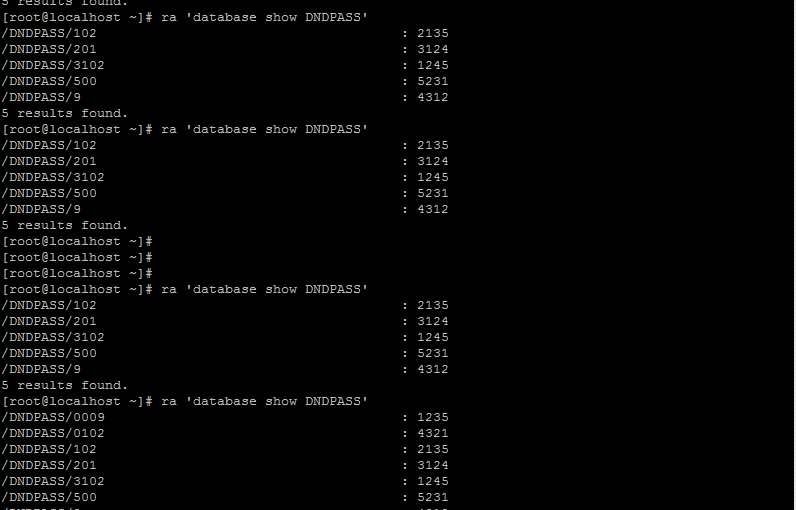 5 results found.
[root@localhost ~]# ra 'database show DNDPASS'
/DNDPASS/102 : 2135
/DNDPASS/201 : 3124
/DNDPASS/3102 : 1245
/DNDPASS/500 : 5231
/DNDPASS/9 : 4312
5 results found.
[root@localhost ~]# ra 'database show DNDPASS'
/DNDPASS/102 : 2135
/DNDPASS/201 : 3124
/DNDPASS/3102 : 1245
/DNDPASS/500 : 5231
/DNDPASS/9 : 4312
5 results found.
[root@localhost ~]#
[root@localhost ~]#
[root@localhost ~]#
[root@localhost ~]# ra 'database show DNDPASS'
/DNDPASS/102 : 2135
/DNDPASS/201 : 3124
/DNDPASS/3102 : 1245
/DNDPASS/500 : 5231
/DNDPASS/9 : 4312
5 results found.
[root@localhost ~]# ra 'database show DNDPASS'
/DNDPASS/0009 : 1235
/DNDPASS/0102 : 4321
/DNDPASS/102 : 2135
/DNDPASS/201 : 3124
/DNDPASS/3102 : 1245
/DNDPASS/500 : 5231